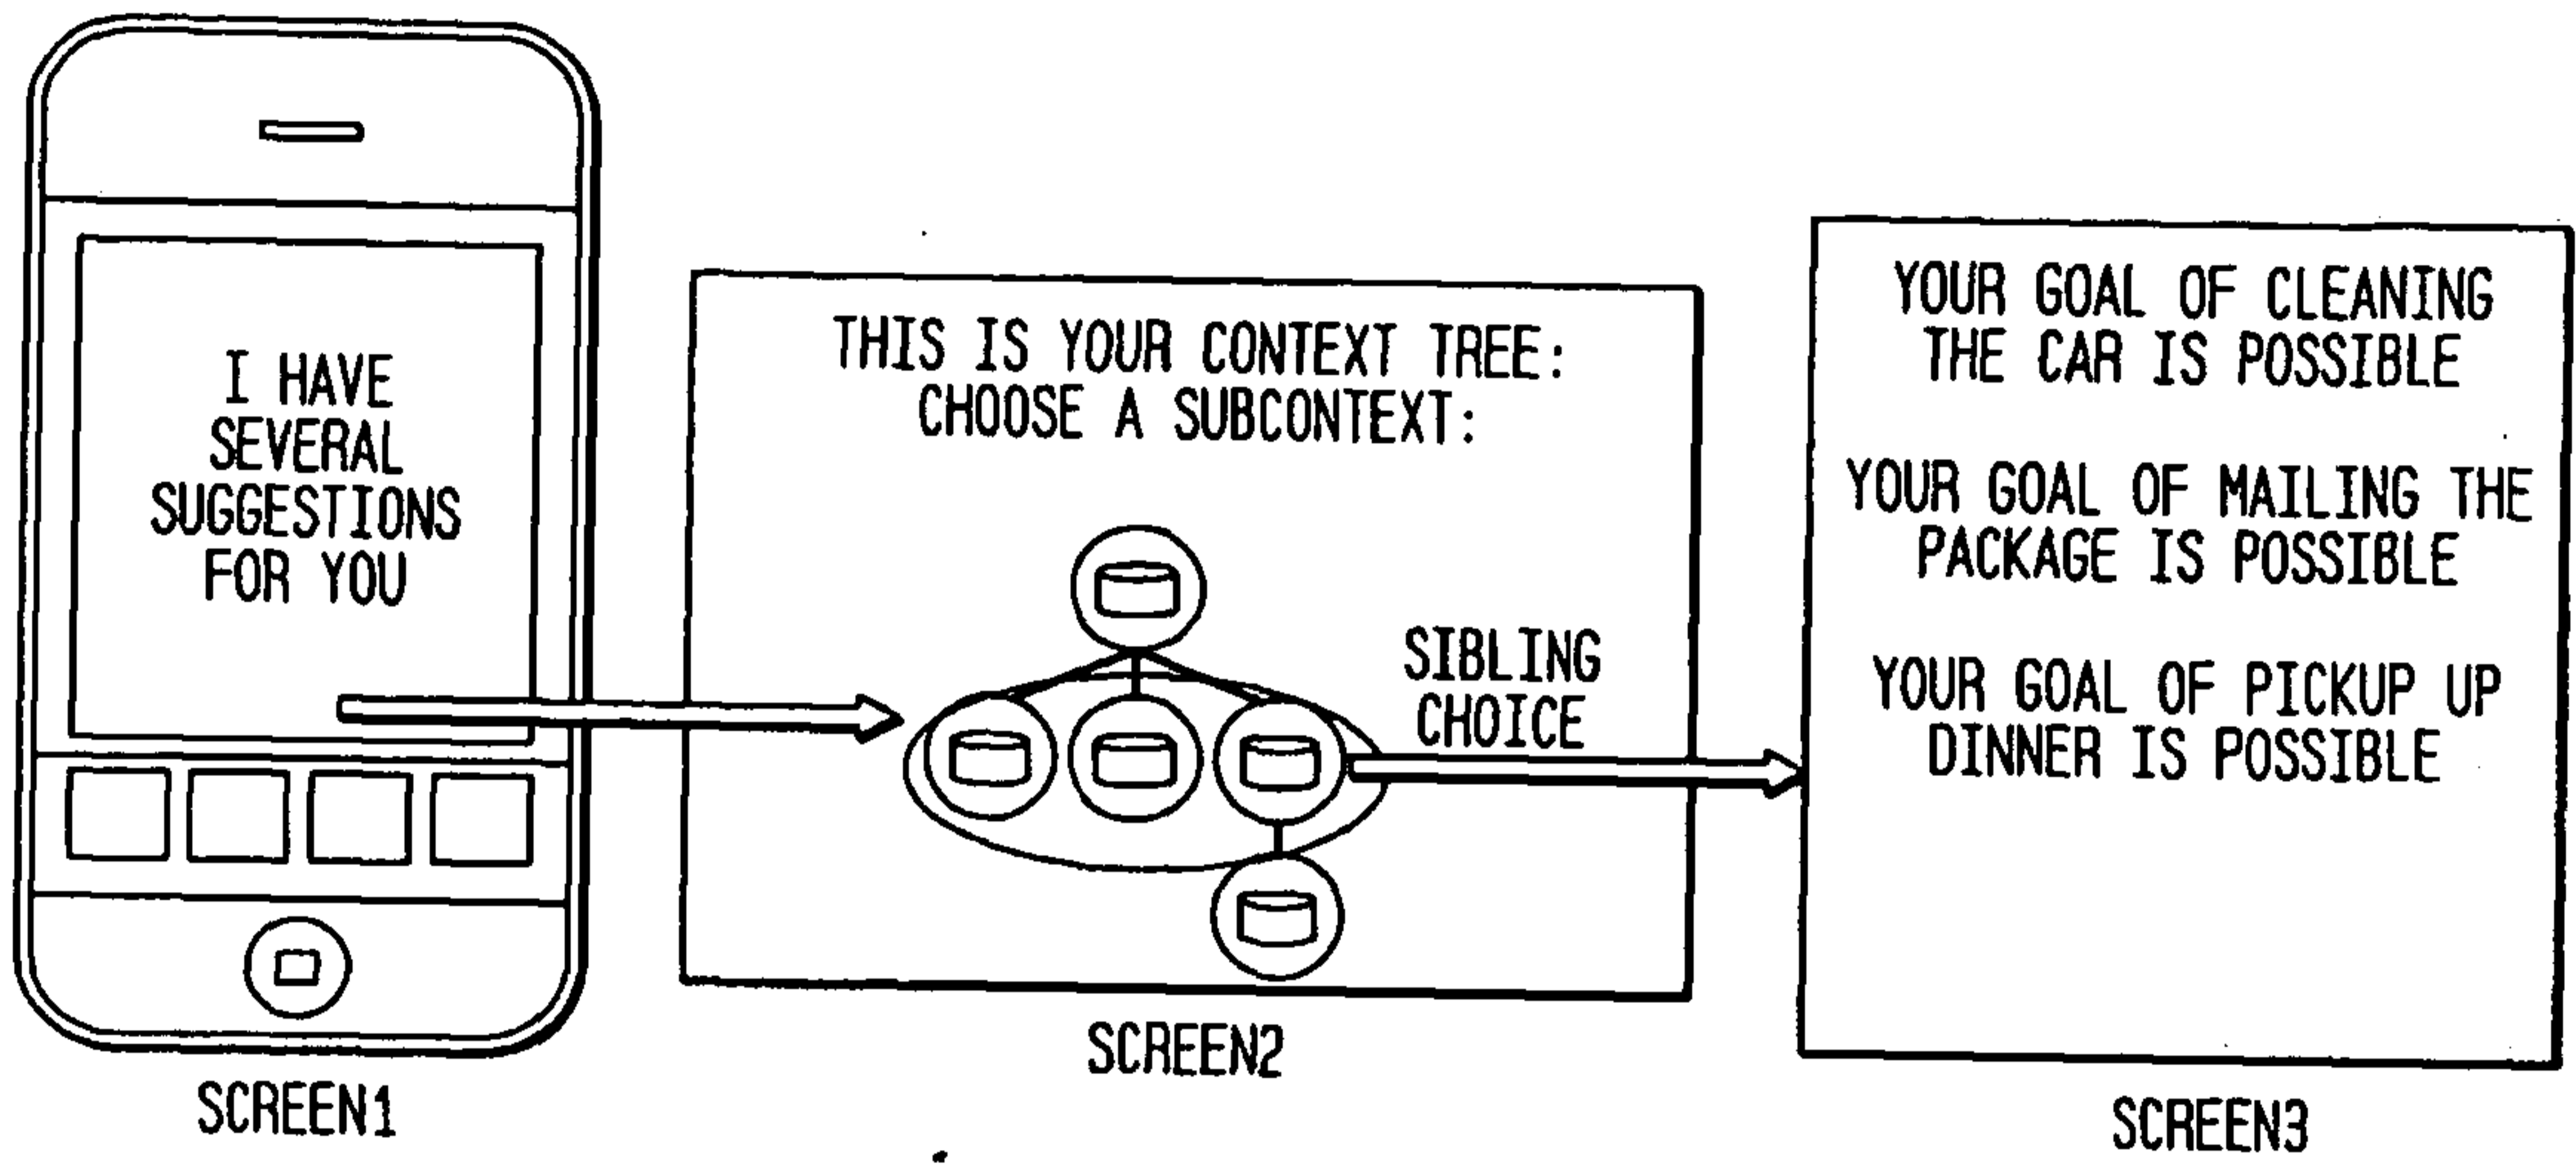 I HAVE
SEVERAL
SUGGESTIONS
FOR YOU
SCREEN1
THIS IS YOUR CONTEXT TREE:
CHOOSE A SUBCONTEXT:
SIBLING
CHOICE
SCREEN2
YOUR GOAL OF CLEANING
THE CAR IS POSSIBLE
YOUR GOAL OF MAILING THE
PACKAGE IS POSSIBLE
YOUR GOAL OF PICKUP UP
DINNER IS POSSIBLE
SCREEN3